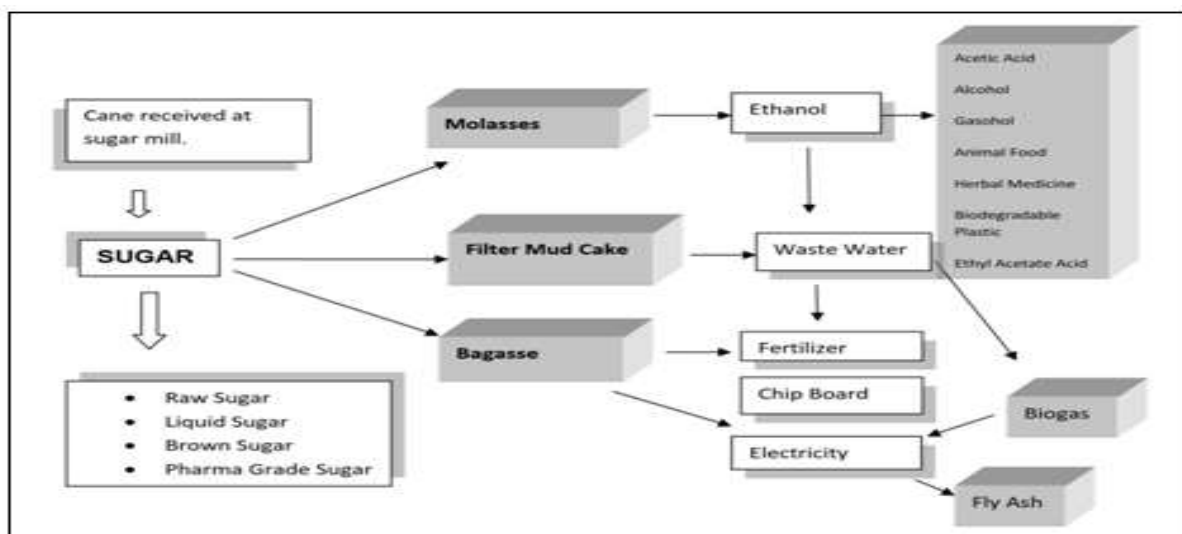 Cane received at
sugar mill.
SUGAR
Raw Sugar
Liquid Sugar
Brown Sugar
Pharma Grade Sugar
Molasses
Filter Mud Cake
Bagasse
Ethanol
Waste Water
Fertilizer
Chip Board
Electricity
Acetic Acid
Alcohol
Gasohol
Animal Food
Herbal Medicine
Biodegradable
Plastic
Ethyl Acetate Acid
Biogas
Fly Ash